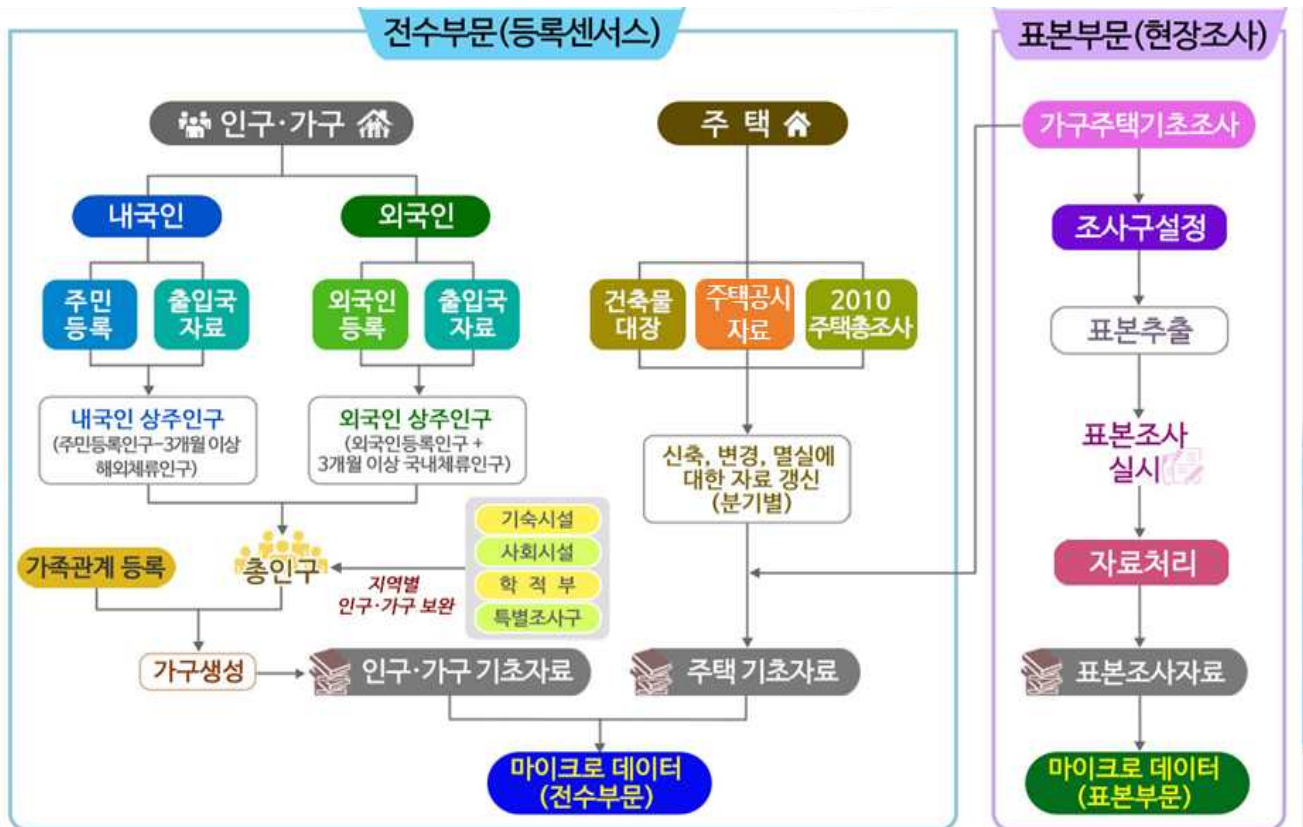 전수부문(등록센서스)
인구·가구
주 택
내국인
외국인
주민
등록
출입국
자료
외국인
등록
출입국
자료
건축물
대장
주택공시
자료
2010
주택총조사
내국인 상주인구
(주민등록인구-3개월 이상
해외체류인구)
외국인 상주인구
(외국인등록인구 +
3개월 이상 국내체류인구)
신축, 변경, 멸실에
대한 자료 갱신
(분기별)
기숙시설
사회시설
학 적 부
특별조사구
가족관계 등록
총인구
지역별
인구·가구 보완
가구생성
인구·가구 기초자료
주택 기초자료
마이크로 데이터
(전수부문)
표본부문(현장조사)
가구주택기초조사
조사구설정
표본추출
표본조사
실시
자료처리
표본조사자료
마이크로 데이터
(표본부문)